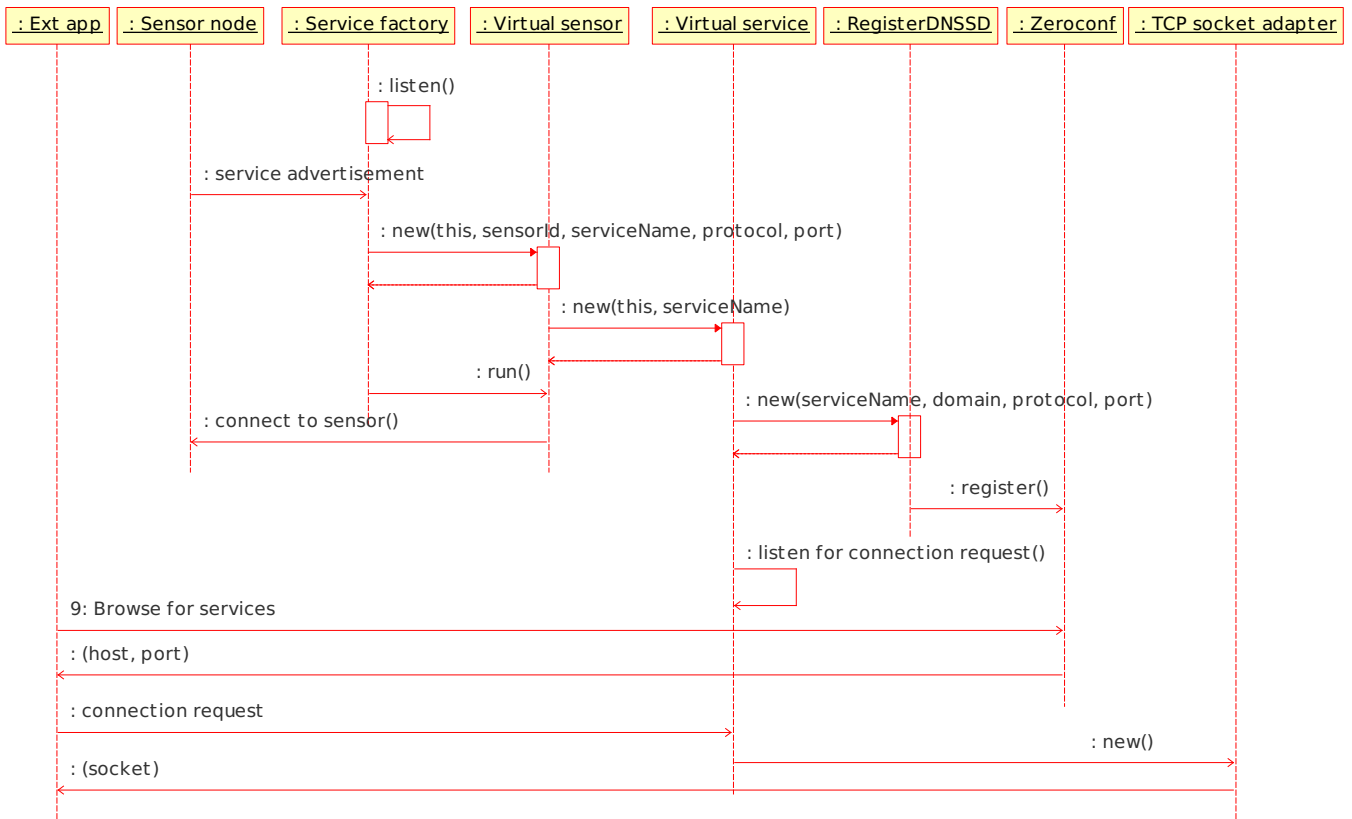 : Ext app
: Sensor node
: Service factory
: Virtual sensor
: Virtual service
: RegisterDNSSD
: Zeroconf
: TCP socket adapter
: listen()
: service advertisement
: new(this, sensorId, serviceName, protocol, port)
: new(this, serviceName)
: run()
: new(serviceName, domain, protocol, port)
: connect to sensor()
: register()
: listen for connection request()
9: Browse for services
: (host, port)
: connection request
: new()
: (socket)